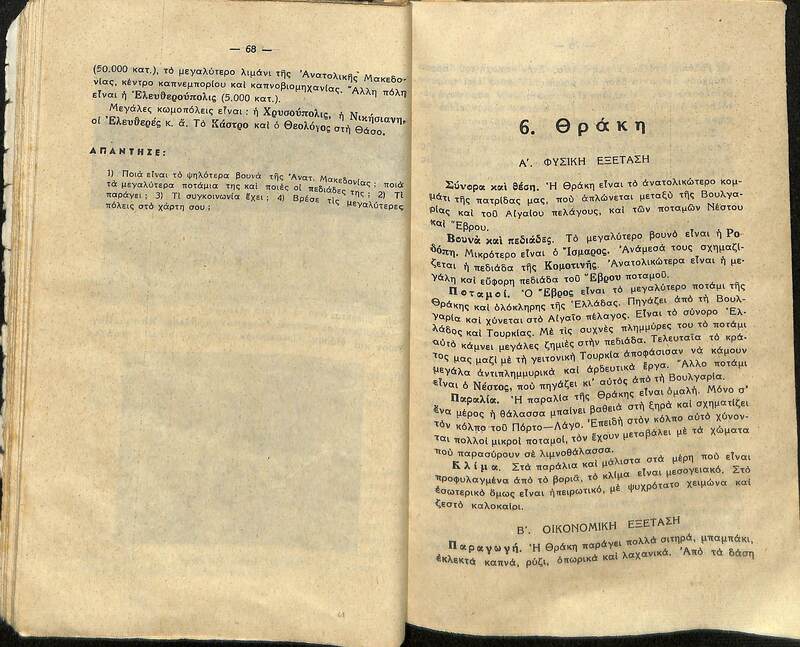 — 68 —
(50.000 κατ.), τὸ μεγαλύτερο λιμάνι τῆς Ἀνατολικῆς Μακεδο-
νίας, κέντρο καπνεμπορίου καὶ καπνοβιομηχανίας. Ἄλλη πόλη
εἶναι ἡ Ἐλευθερούπολις (5.000 κατ.).
Μεγάλες κωμοπόλεις εἶναι : ἡ Χρυσούπολις, ἡ Νικήσιανη,
οἱ Ἐλευθερές κ. ἄ. Τὸ Κάστρο καὶ ὁ Θεολόγος στὴ Θάσο.
ΑΠΑΝΤΗΣΕ:
1) Ποιά εἶναι τὸ ψηλότερα βουνά τῆς Ἀνατ. Μακεδονίας ; ποιά
τὰ μεγαλύτερα ποτάμια της καὶ ποιὲς οἱ πεδιάδες της ; 2) Τί
παράγει ; 3) Τί συγκοινωνία ἔχει ; 4) Βρέσε τὶς μεγαλύτερες
πόλεις στὸ χάρτη σου ;
6. Θράκη
Α'. ΦΥΣΙΚΗ ΕΞΕΤΑΣΗ
Σύνορα καὶ θέση. Ἡ Θράκη εἶναι τὸ ἀνατολικώτερο κομ-
μάτι τῆς πατρίδας μας, ποὺ ἁπλώνεται μεταξὺ τῆς Βουλγα-
ρίας καὶ τοῦ Αἰγαίου πελάγους, καὶ τῶν ποταμῶν Νέστου
καὶ Ἕβρου.
Βουνὰ καὶ πεδιάδες. Τὸ μεγαλύτερο βουνὸ εἶναι ἡ Ρο-
δόπη. Μικρότερο εἶναι ὁ Ἴσμαρος. Ἀνάμεσά τους σχηματί-
ζεται ἡ πεδιάδα τῆς Κομοτινῆς. Ἀνατολικώτερα εἶναι ἡ με-
γάλη καὶ εὔφορη πεδιάδα τοῦ Ἕβρου ποταμοῦ.
Ποταμοί. Ὁ Ἕβρος εἶναι τὸ μεγαλύτερο ποτάμι τῆς
Θράκης καὶ ὁλόκληρης τῆς Ἑλλάδας. Πηγάζει ἀπὸ τὴ Βουλ-
γαρία καὶ χύνεται στὸ Αἰγαῖο πέλαγος. Εἶναι τὸ σύνορο Ἑλ-
λάδος καὶ Τουρκίας. Μὲ τὶς συχνὲς πλημμύρες του τὸ ποτάμι
αὐτὸ κάμνει μεγάλες ζημιὲς στὴν πεδιάδα. Τελευταῖα τὸ κρά-
τος μας μαζὶ μὲ τὴ γειτονικὴ Τουρκία ἀποφάσισαν νὰ κάμουν
μεγάλα ἀντιπλημμυρικὰ καὶ ἀρδευτικὰ ἔργα. Ἄλλο ποτάμι
εἶναι ὁ Νέστος, ποὺ πηγάζει κι' αὐτὸς ἀπὸ τὴ Βουλγαρία.
Παραλία. Ἡ παραλία τῆς Θράκης εἶναι ὁμαλή. Μόνο σ'
ἕνα μέρος ἡ θάλασσα μπαίνει βαθειὰ στὴ ξηρὰ καὶ σχηματίζει
τὸν κόλπο τοῦ Πόρτο—Λάγο. Ἐπειδὴ στὸν κόλπο αὐτὸ χύνον-
ται πολλοὶ μικροὶ ποταμοί, τὸν ἔχουν μεταβάλει μὲ τὰ χώματα
ποὺ παρασύρουν σὲ λιμνοθάλασσα.
Κλίμα. Στὰ παράλια καὶ μάλιστα στὰ μέρη ποὺ εἶναι
προφυλαγμένα ἀπὸ τὸ βοριᾶ, τὸ κλίμα εἶναι μεσογειακό. Στὸ
ἐσωτερικὸ ὅμως εἶναι ἠπειρωτικό, μὲ ψυχρότατο χειμώνα καὶ
ζεστὸ καλοκαίρι.
Β'. ΟΙΚΟΝΟΜΙΚΗ ΕΞΕΤΑΣΗ
Παραγωγή. Ἡ Θράκη παράγει πολλὰ σιτηρά, μπαμπάκι,
ἐκλεκτὰ καπνά, ρύζι, ὀπωρικὰ καὶ λαχανικά. Ἀπὸ τὰ δάση